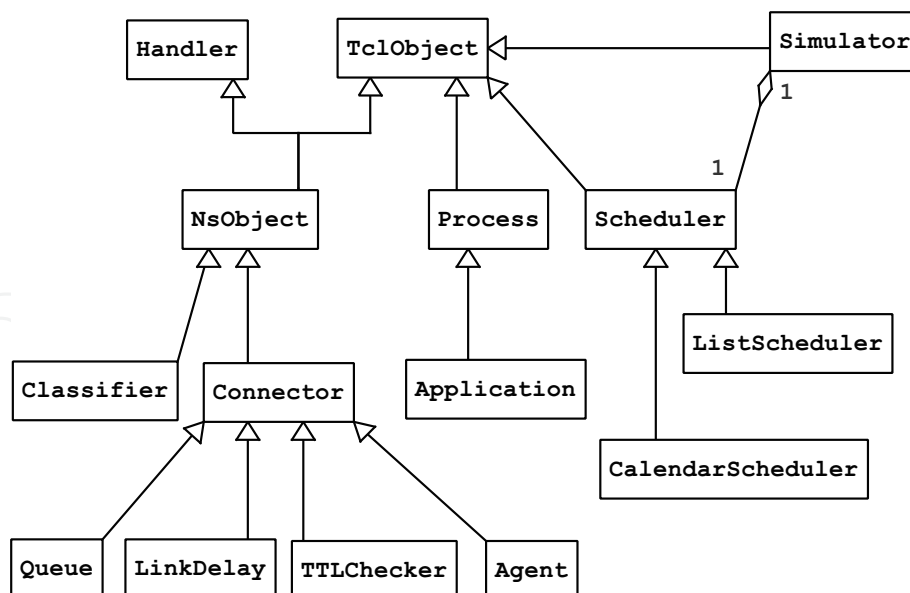 Handler
TclObject
Simulator
1
1
NsObject
Process
Scheduler
ListScheduler
Classifier
Connector
Application
CalendarScheduler
Queue
LinkDelay
TTLChecker
Agent